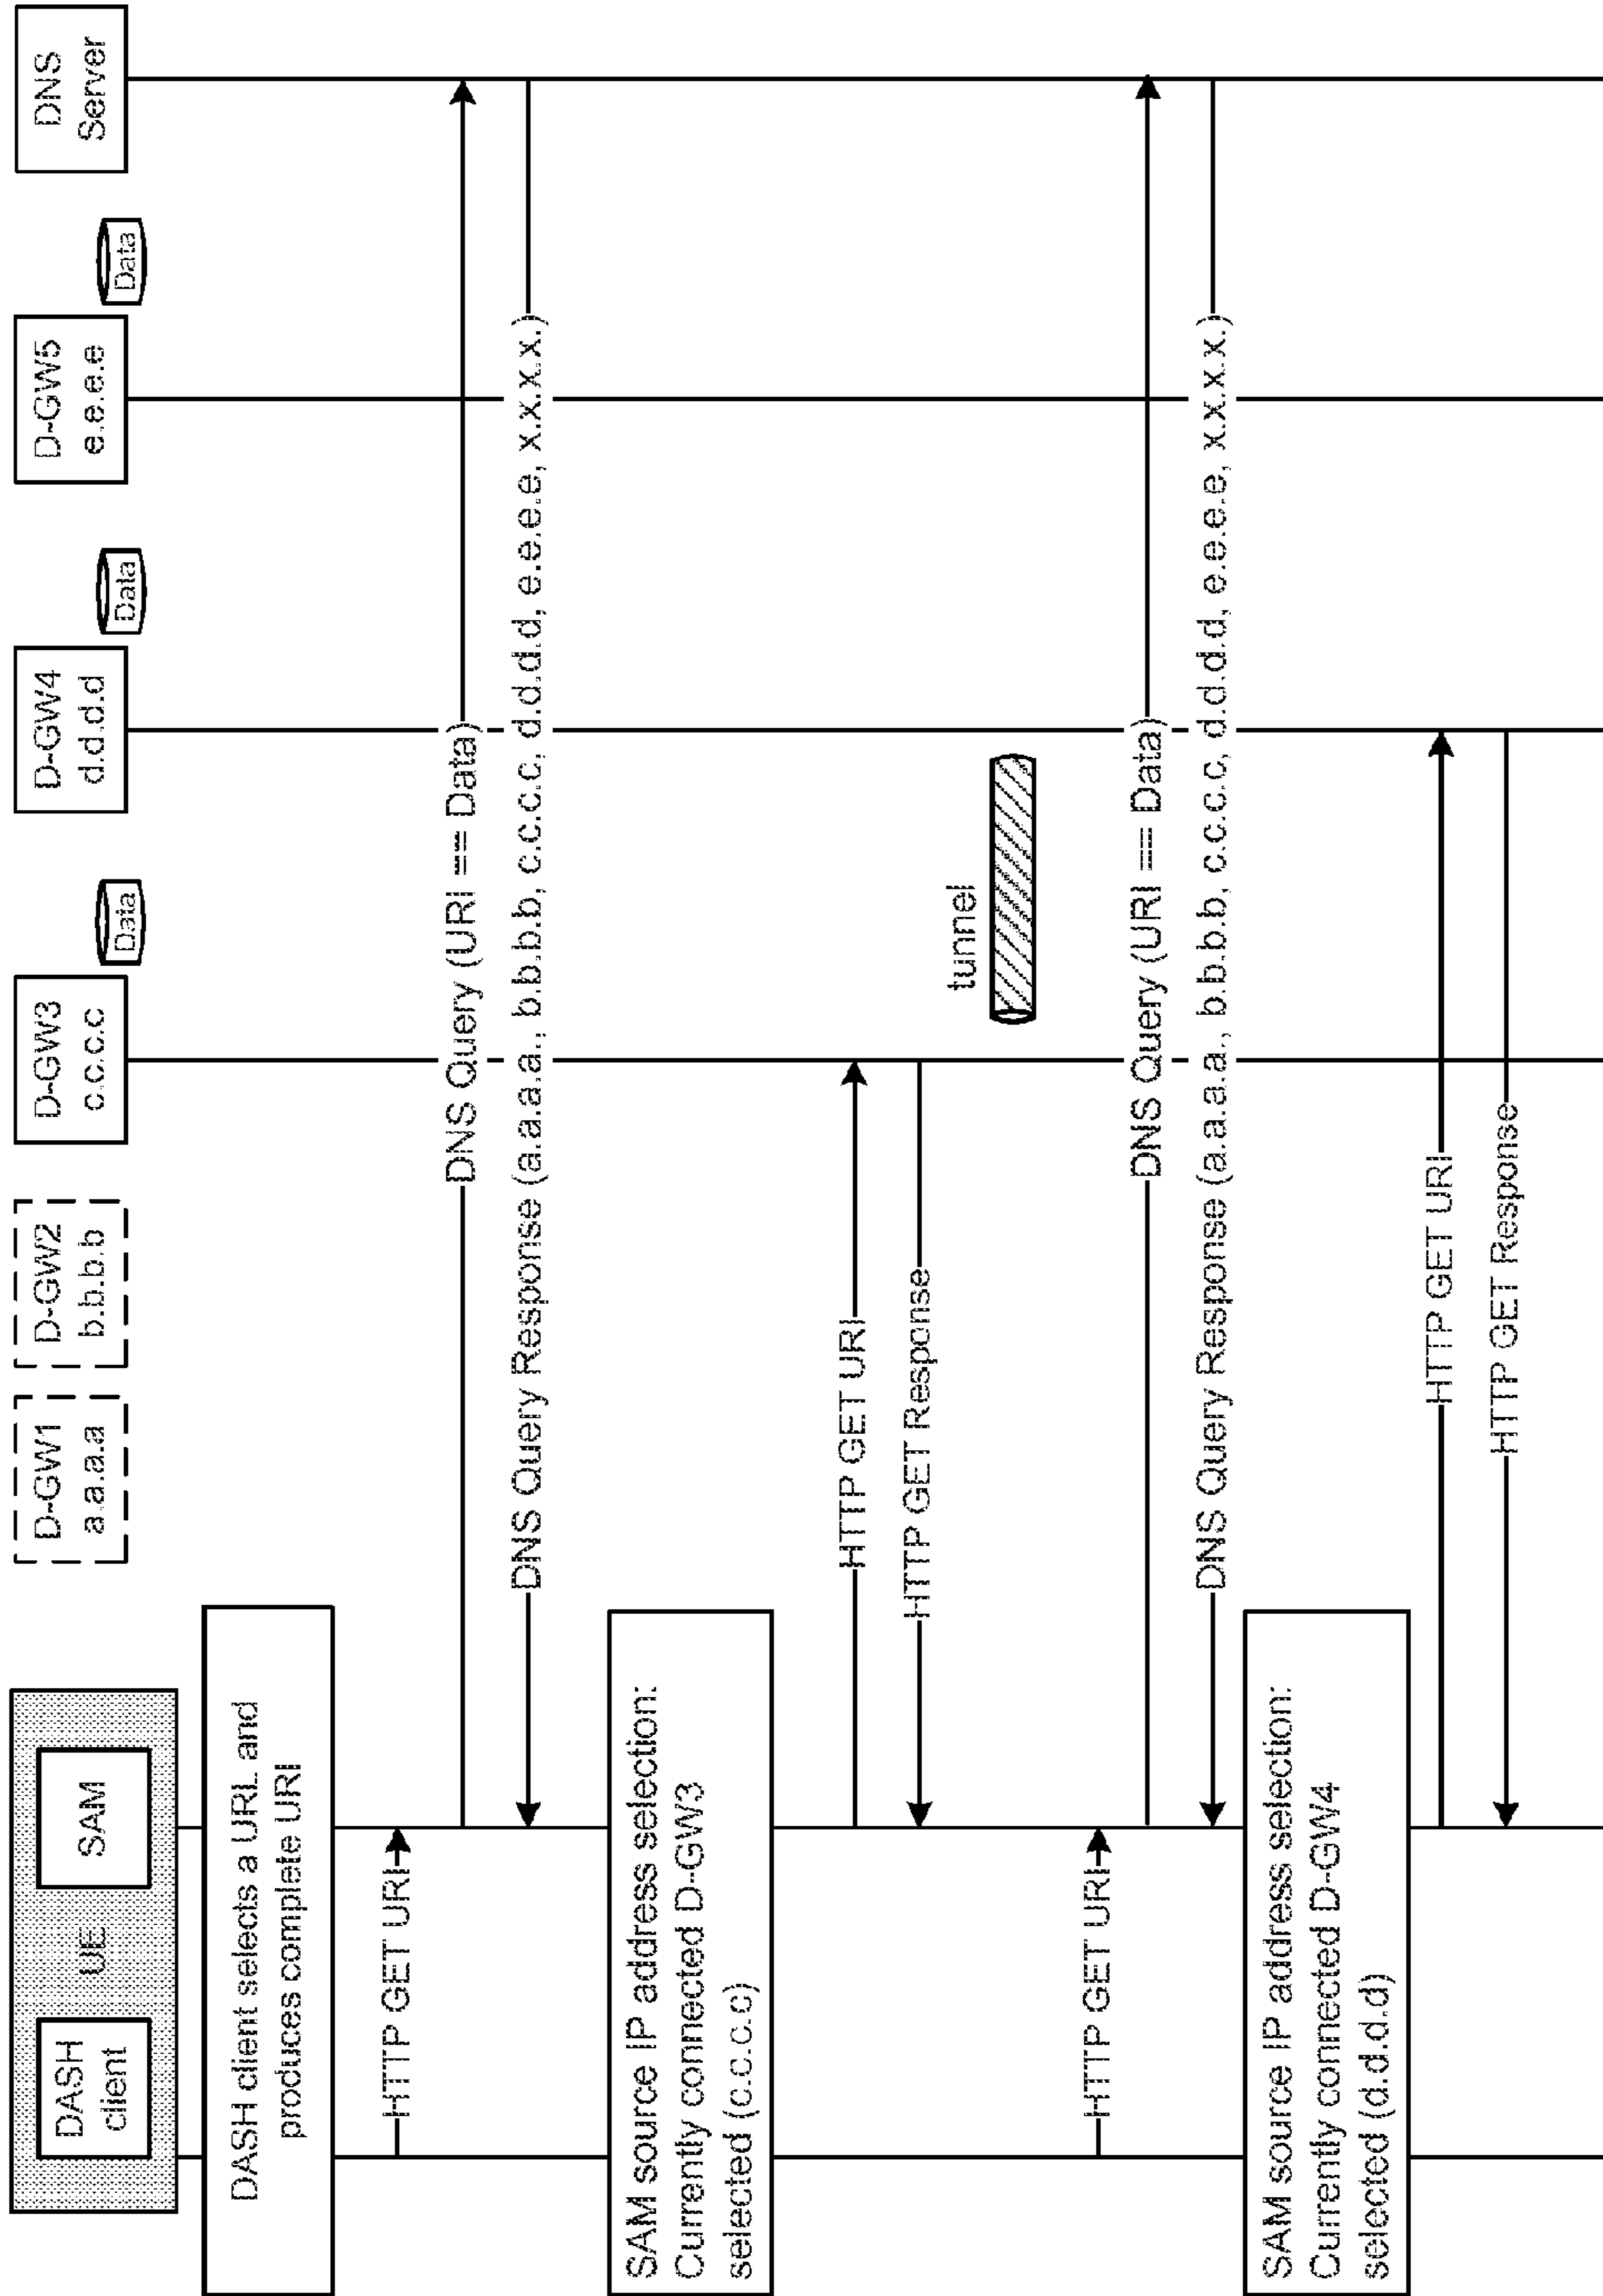 DASH
client
UE
SAM
D-GW1
a.a.a.a
D-GW2
b.b.b.b
D-GW3
c.c.c.c
Data
D-GW4
d.d.d.d
Data
D-GW5
e.e.e.e
Data
DNS
Server
DASH client selects a URL and
produces complete URI
HTTP GET URI
DNS Query (URI == Data)
DNS Query Response (a.a.a.a., b.b.b.b, c.c.c.c, d.d.d.d, e.e.e.e, x.x.x.)
SAM source IP address selection:
Currently connected D-GW3
selected (c.c.c.c)
HTTP GET URI
HTTP GET Response
tunnel
HTTP GET URI
DNS Query (URI == Data)
DNS Query Response (a.a.a.a., b.b.b.b, c.c.c.c, d.d.d.d, e.e.e.e, x.x.x.)
SAM source IP address selection:
Currently connected D-GW4
selected (d.d.d.d)
HTTP GET URI
HTTP GET Response